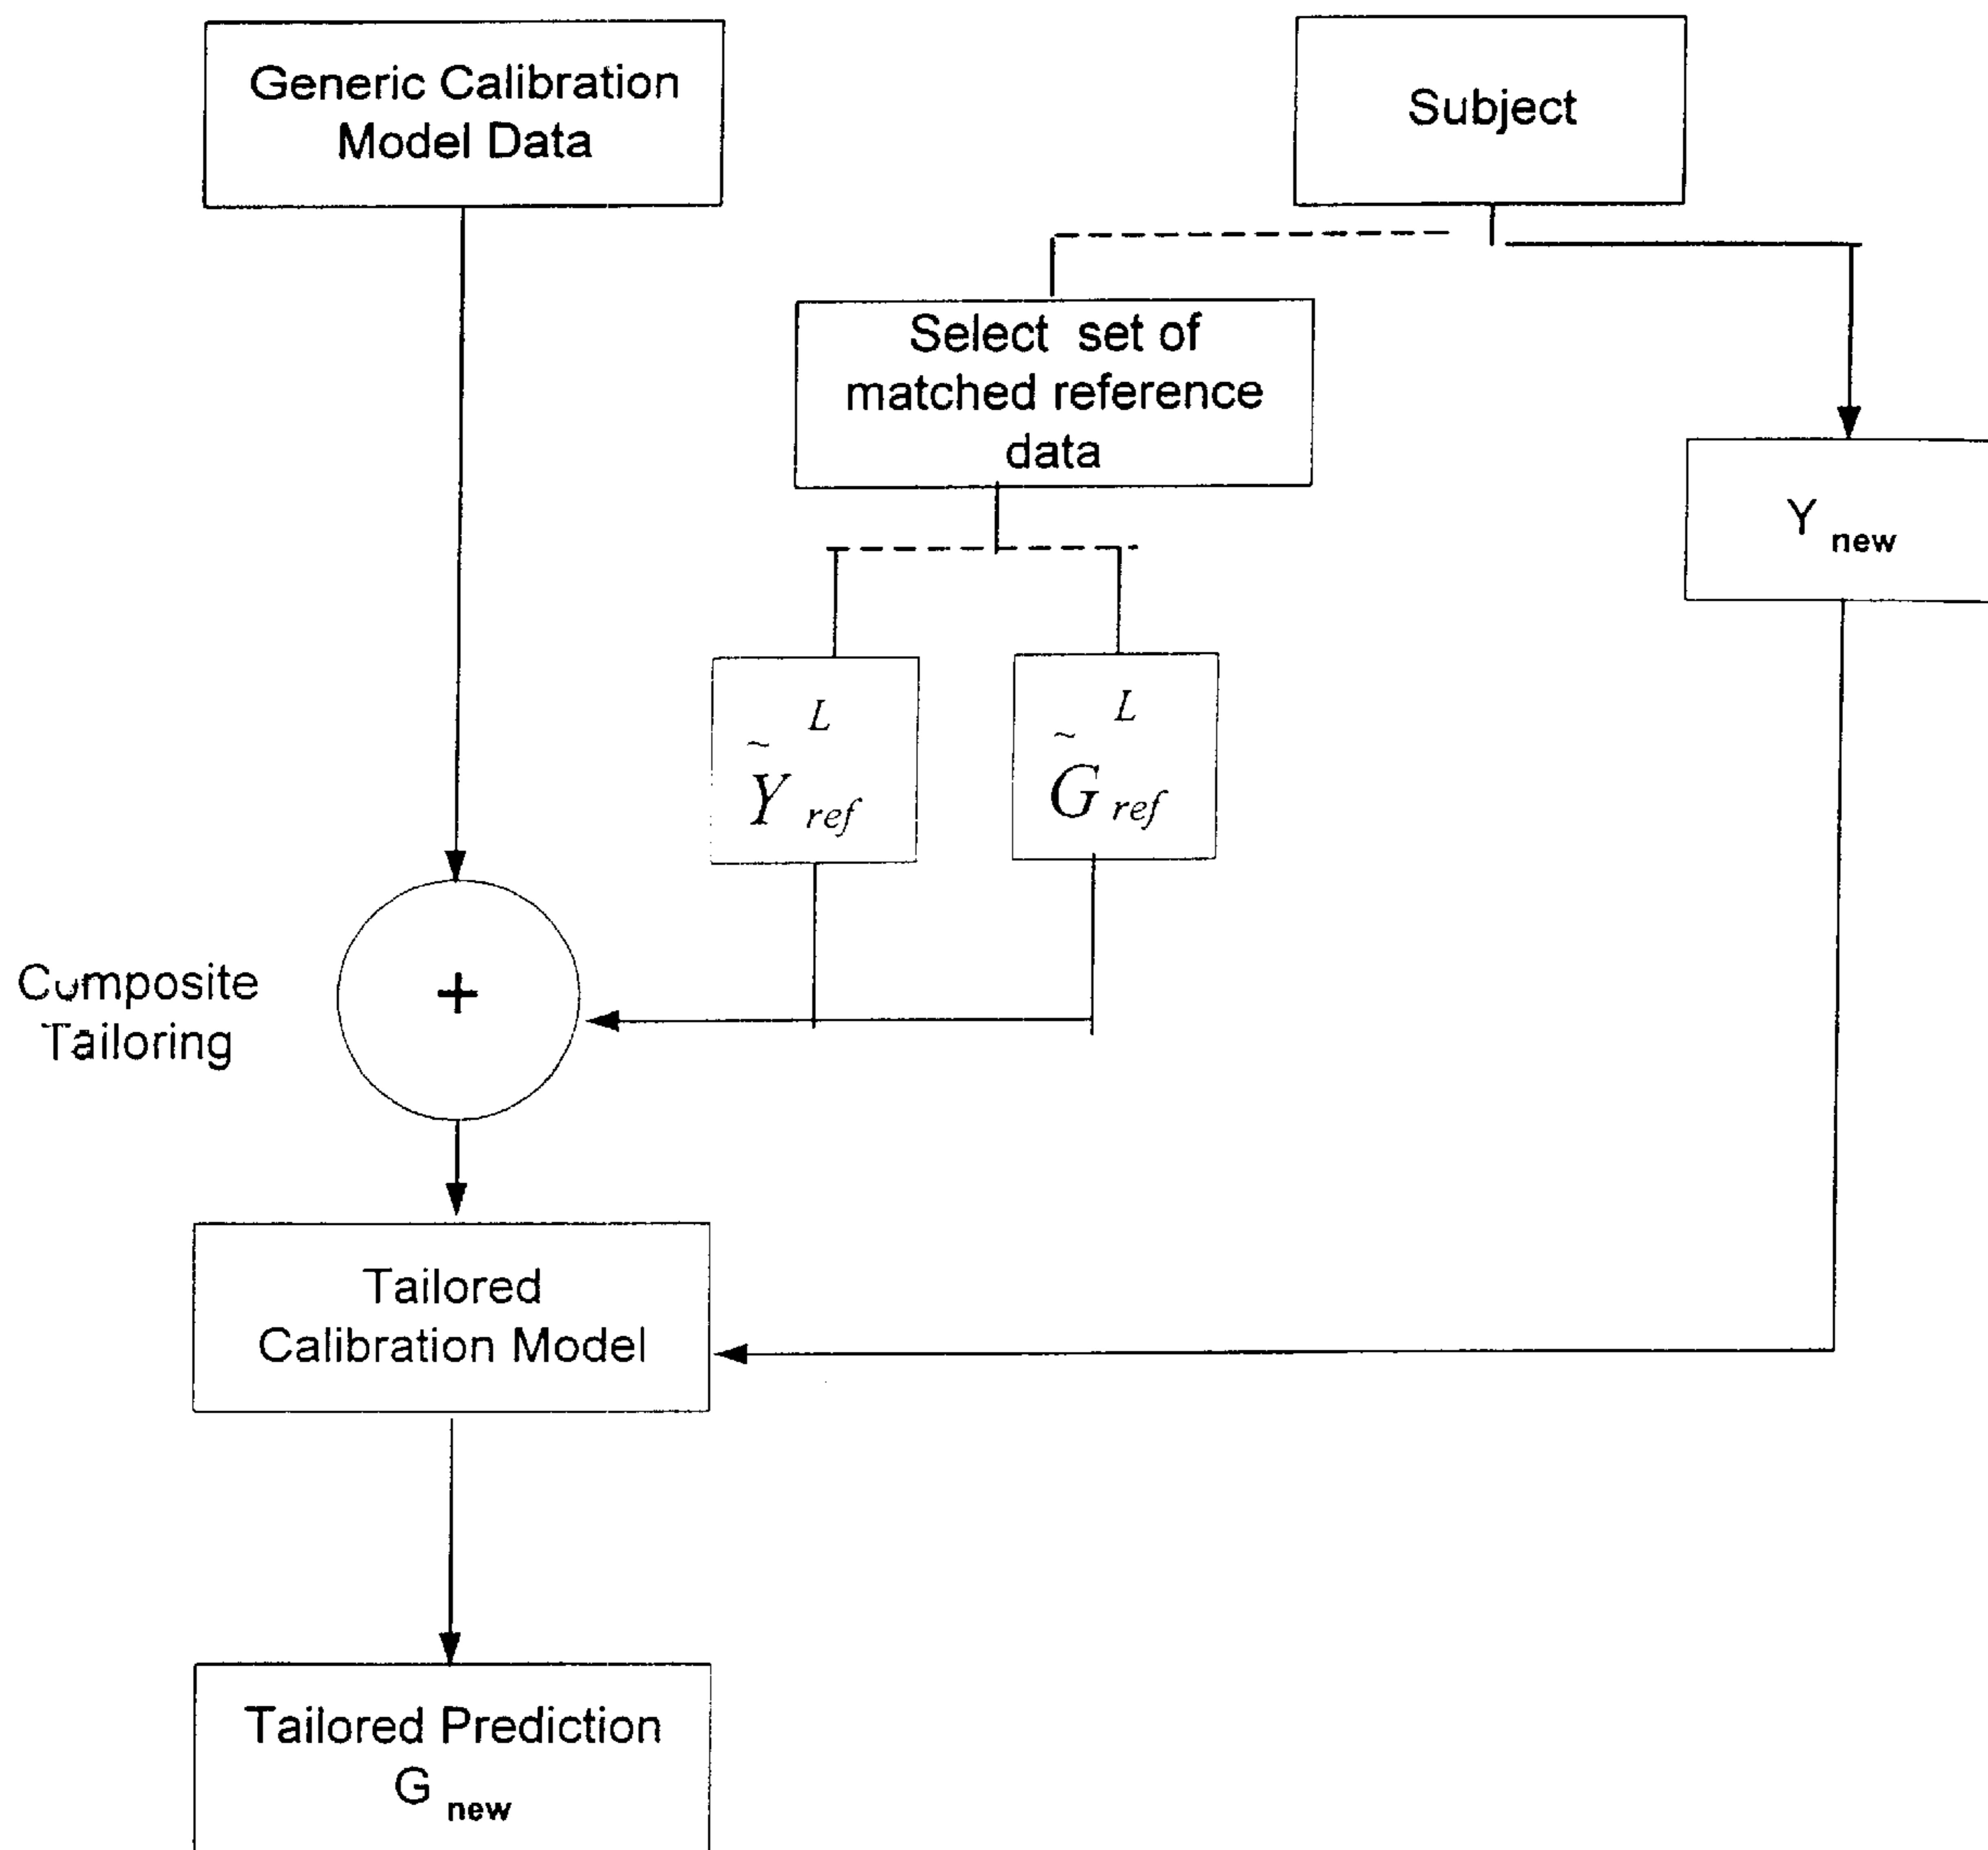 Generic Calibration
Model Data
Subject
Select set of
matched reference
data
Y new
~ L
Y ref
~ L
G ref
Composite
Tailoring
+
Tailored
Calibration Model
Tailored Prediction
G new